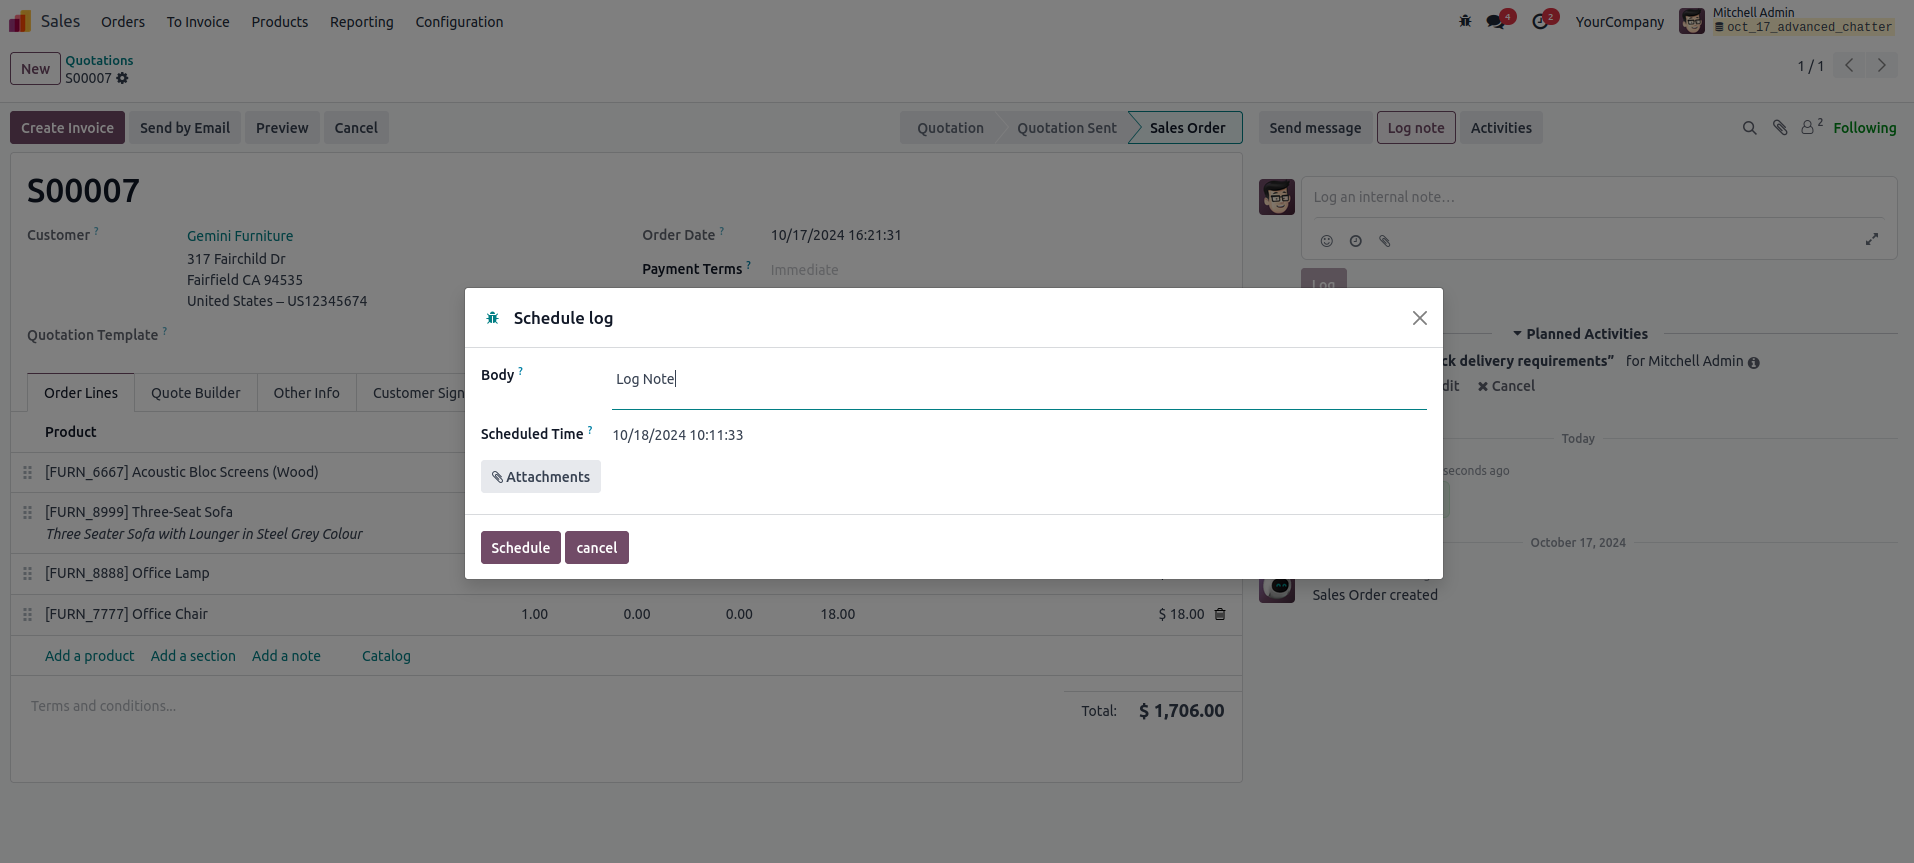 Sales Orders To Invoice Products Reporting Configuration 4 2 YourCompany Mitchell Admin
oct_17_advanced_chatter
New Quotations
S00007
1 / 1
Create Invoice Send by Email Preview Cancel Quotation Quotation Sent Sales Order Send message Log note Activities 2 Following
S00007
Log an internal note…
Customer ? Gemini Furniture Order Date ? 10/17/2024 16:21:31
317 Fairchild Dr
Fairfield CA 94535 Payment Terms ? Immediate
United States – US12345674
Log
Quotation Template ?
Schedule log
Planned Activities
Body ? Log Note
ck delivery requirements” for Mitchell Admin
dit Cancel
Order Lines Quote Builder Other Info Customer Sign
Product
Scheduled Time ? 10/18/2024 10:11:33
Today
[FURN_6667] Acoustic Bloc Screens (Wood)
Attachments
seconds ago
[FURN_8999] Three-Seat Sofa
Three Seater Sofa with Lounger in Steel Grey Colour
Schedule cancel
October 17, 2024
[FURN_8888] Office Lamp
Sales Order created
[FURN_7777] Office Chair 1.00 0.00 0.00 18.00 $ 18.00
Add a product Add a section Add a note Catalog
Terms and conditions...
Total: $ 1,706.00